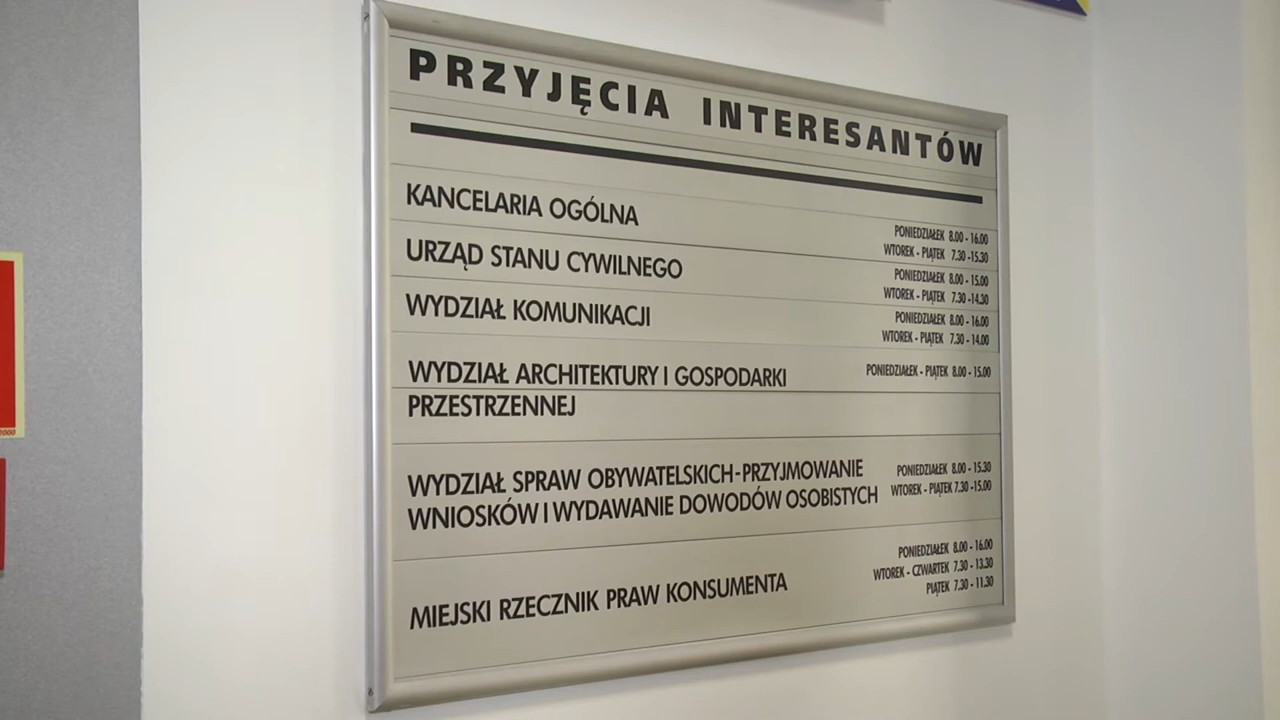 PRZYJĘCIA INTERESANTÓW
KANCELARIA OGÓLNA
PONIEDZIAŁEK 8.00 - 16.00
WTOREK - PIĄTEK 7.30 -15.30
URZĄD STANU CYWILNEGO
PONIEDZIAŁEK 8.00 - 15.00
WTOREK - PIĄTEK 7.30 -14.30
WYDZIAŁ KOMUNIKACJI
PONIEDZIAŁEK 8.00 - 16.00
WTOREK - PIĄTEK 7.30 - 14.00
WYDZIAŁ ARCHITEKTURY I GOSPODARKI
PRZESTRZENNEJ
PONIEDZIAŁEK - PIĄTEK 8.00 - 15.00
WYDZIAŁ SPRAW OBYWATELSKICH-PRZYJMOWANIE
WNIOSKÓW I WYDAWANIE DOWODÓW OSOBISTYCH
PONIEDZIAŁEK 8.00 - 15.30
WTOREK - PIĄTEK 7.30 -15.00
MIEJSKI RZECZNIK PRAW KONSUMENTA
PONIEDZIAŁEK 8.00 - 16.00
WTOREK - CZWARTEK 7.30 - 13.30
PIĄTEK 7.30 - 11.30